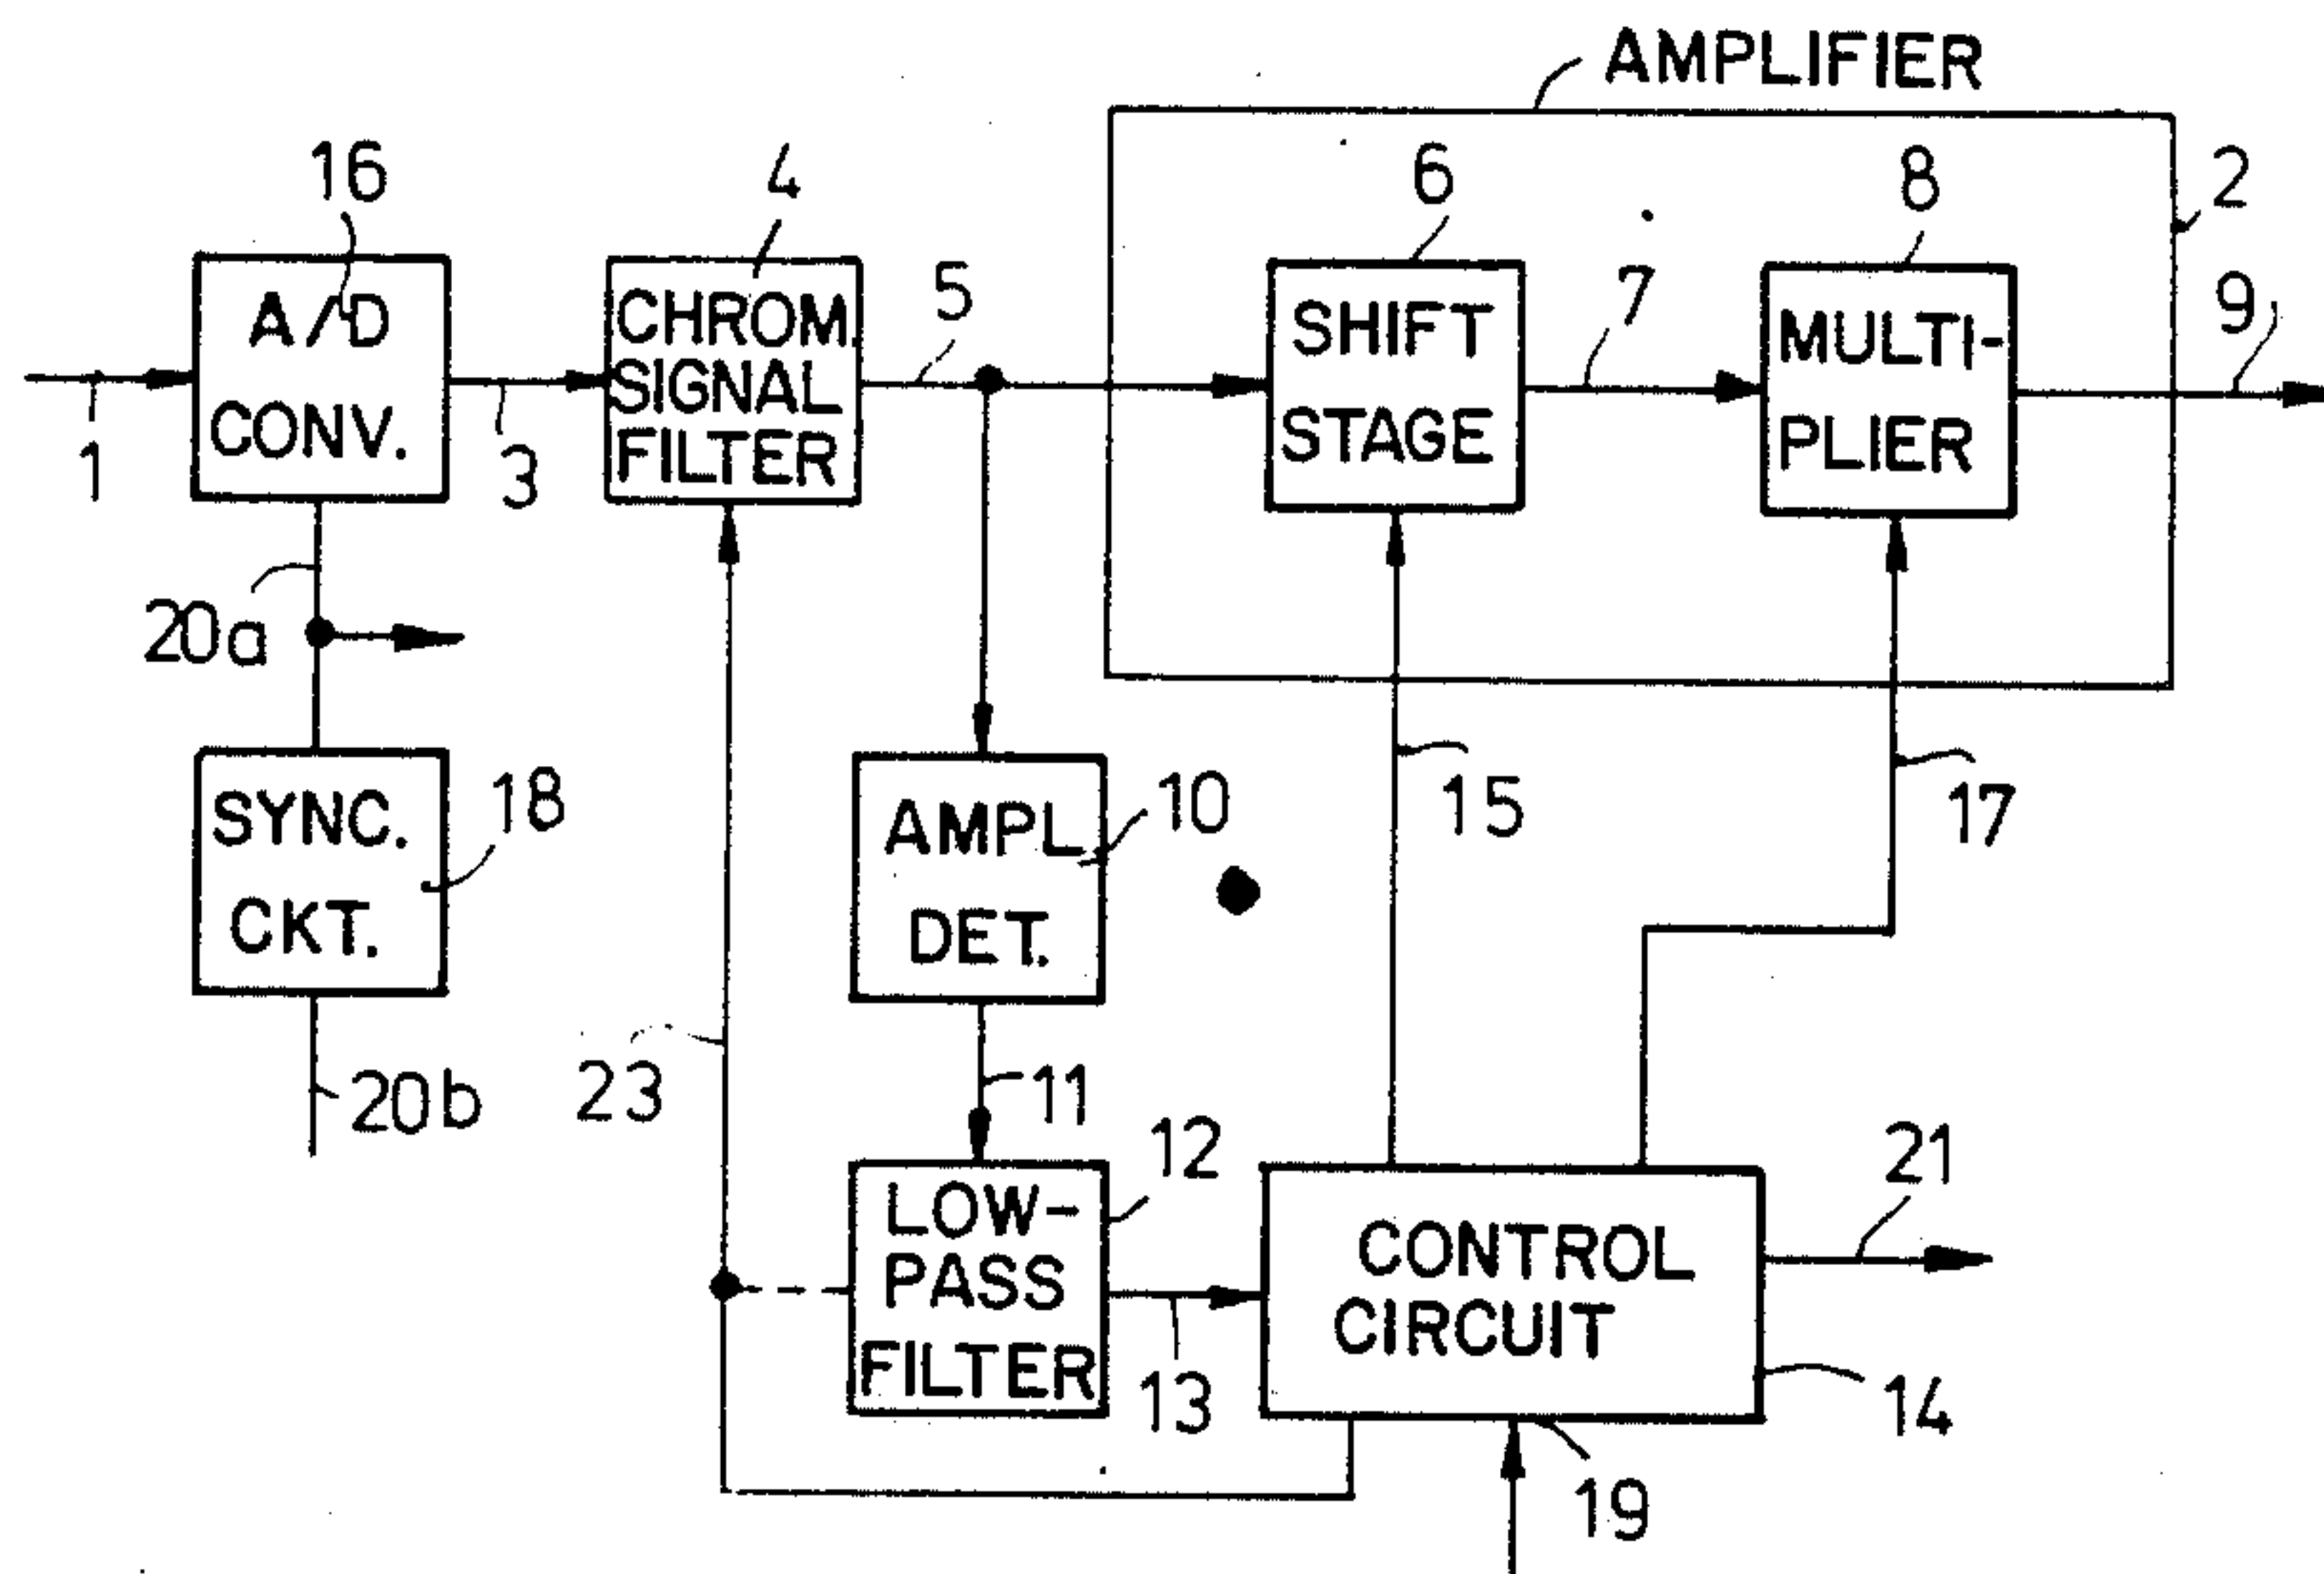 AMPLIFIER
16
4
6
8
2
A/D
CONV.
CHROM
SIGNAL
FILTER
5
SHIFT
STAGE
7
MULTI-
PLIER
9
1
3
20a
SYNC.
CKT.
18
AMPL
DET.
10
15
17
20b
23
11
12
LOW-
PASS
FILTER
13
CONTROL
CIRCUIT
21
14
19